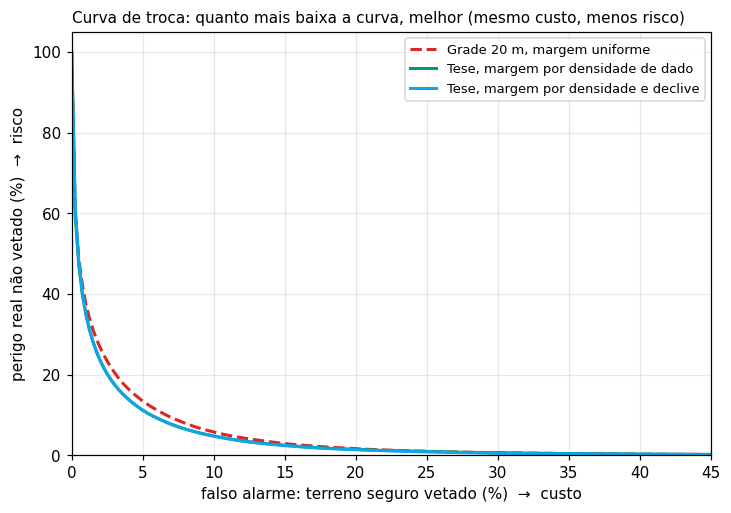 Curva de troca: quanto mais baixa a curva, melhor (mesmo custo, menos risco)
Grade 20 m, margem uniforme
Tese, margem por densidade de dado
Tese, margem por densidade e declive
perigo real não vetado (%) → risco
100
80
60
40
20
0
0 5 10 15 20 25 30 35 40 45
falso alarme: terreno seguro vetado (%) → custo